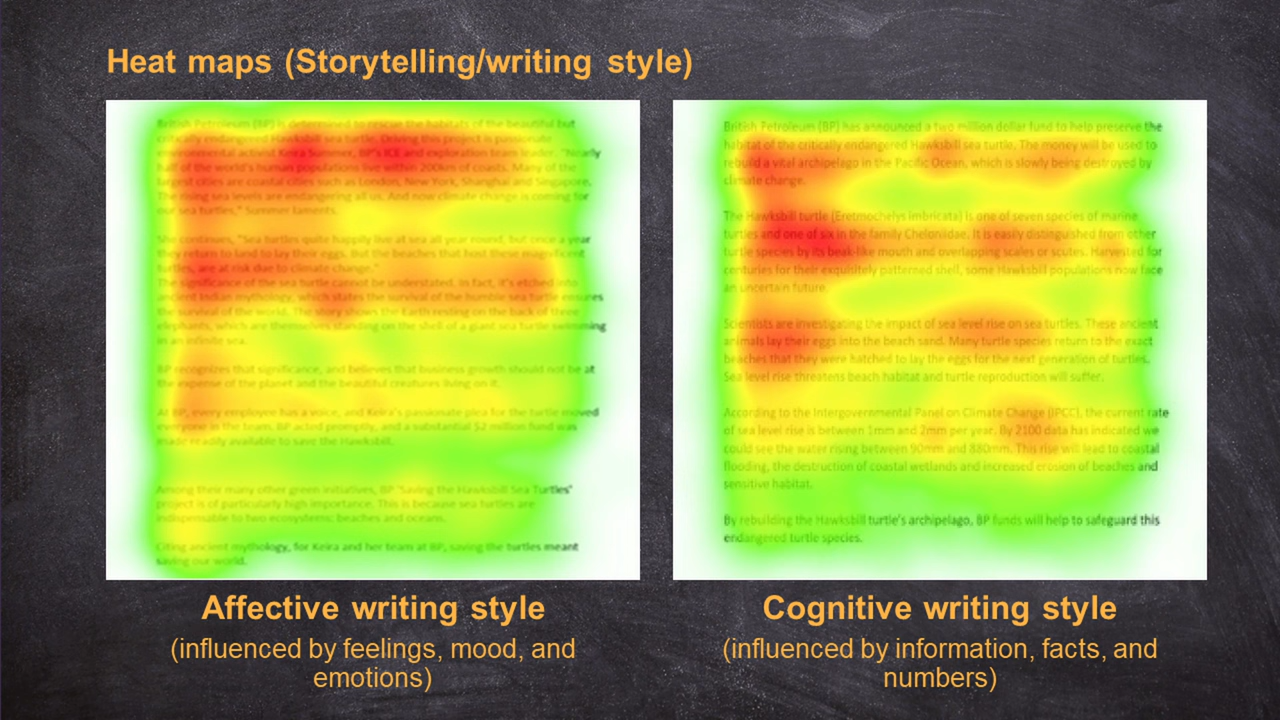 Heat maps (Storytelling/writing style)
British Petroleum (BP) is determined to rescue the habitats of the beautiful but
critically endangered Hawksbill sea turtle. Driving this project is passionate
environmental activist Keira Summer, BP's ICE and exploration team leader. "Nearly
half of the world's human populations live within 200km of coasts. Many of the
largest cities are coastal cities such as London, New York, Shanghai and Singapore.
The rising sea levels are endangering all us. And now climate change is coming for
our sea turtles," Summer laments.
She continues, "Sea turtles quite happily live at sea all year round, but once a year
they return to land to lay their eggs. But the beaches that host these magnificent
turtles, are at risk due to climate change."
The significance of the sea turtle cannot be understated. In fact, it's etched into
ancient Indian mythology, which states the survival of the humble sea turtle ensures
the survival of the world. The story shows the Earth resting on the back of three
elephants, which are themselves standing on the shell of a giant sea turtle swimming
in an infinite sea.
BP recognizes that significance, and believes that business growth should not be at
the expense of the planet and the beautiful creatures living on it.
At BP, every employee has a voice, and Keira's passionate plea for the turtle moved
everyone in the team. BP acted promptly, and a substantial $2 million fund was
made readily available to save the Hawksbill.
Among their many other green initiatives, BP 'Saving the Hawksbill Sea Turtles'
project is of particularly high importance. This is because sea turtles are
indispensable to two ecosystems: beaches and oceans.
Citing ancient mythology, for Keira and her team at BP, saving the turtles meant
saving our world.
British Petroleum (BP) has announced a two million dollar fund to help preserve the
habitat of the critically endangered Hawksbill sea turtle. The money will be used to
rebuild a vital archipelago in the Pacific Ocean, which is slowly being destroyed by
climate change.
The Hawksbill turtle (Eretmochelys imbricata) is one of seven species of marine
turtles and one of six in the family Cheloniidae. It is easily distinguished from other
turtle species by its beak-like mouth and overlapping scales or scutes. Harvested for
centuries for their exquisitely patterned shell, some Hawksbill populations now face
an uncertain future.
Scientists are investigating the impact of sea level rise on sea turtles. These ancient
animals lay their eggs into the beach sand. Many turtle species return to the exact
beaches that they were hatched to lay the eggs for the next generation of turtles.
Sea level rise threatens beach habitat and turtle reproduction will suffer.
According to the Intergovernmental Panel on Climate Change (IPCC), the current rate
of sea level rise is between 1mm and 2mm per year. By 2100 data has indicated we
could see the water rising between 90mm and 880mm. This rise will lead to coastal
flooding, the destruction of coastal wetlands and increased erosion of beaches and
sensitive habitat.
By rebuilding the Hawksbill turtle's archipelago, BP funds will help to safeguard this
endangered turtle species.
Affective writing style
(influenced by feelings, mood, and
emotions)
Cognitive writing style
(influenced by information, facts, and
numbers)